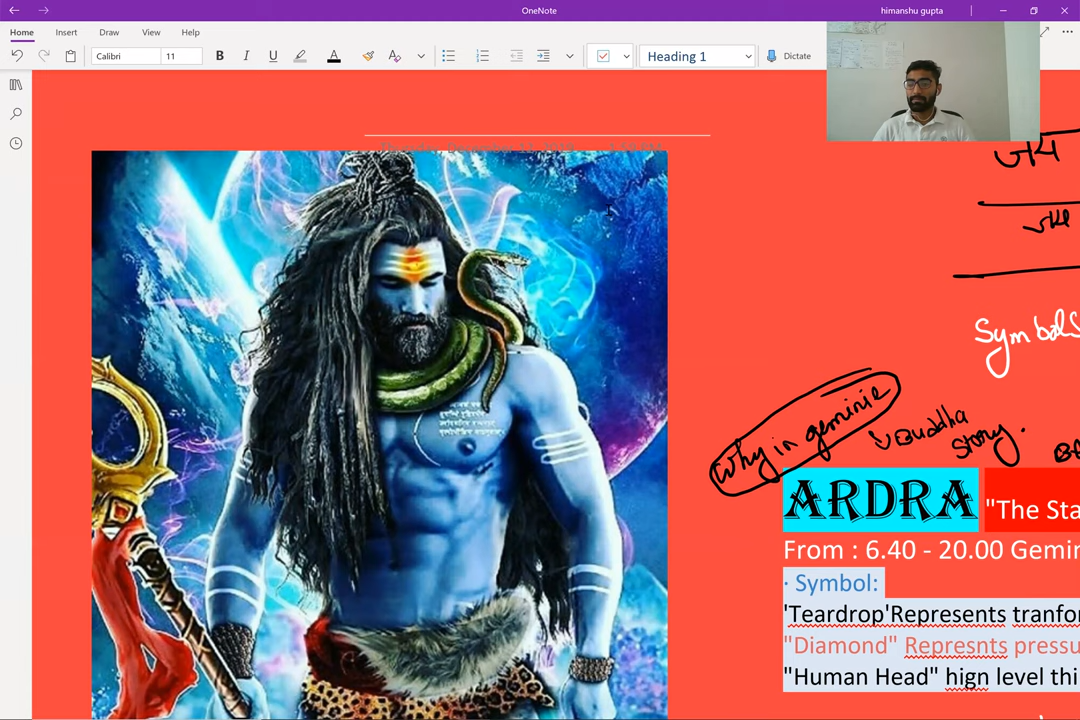 OneNote
himanshu gupta
Home Insert Draw View Help
Calibri 11 B I U A Heading 1 Dictate
Symbols
Why in geminie
Buddha
story.
ARDRA "The Sta
From : 6.40 - 20.00 Gemin
· Symbol:
'Teardrop'Represents tranfor
"Diamond" Represnts pressu
"Human Head" hign level thi